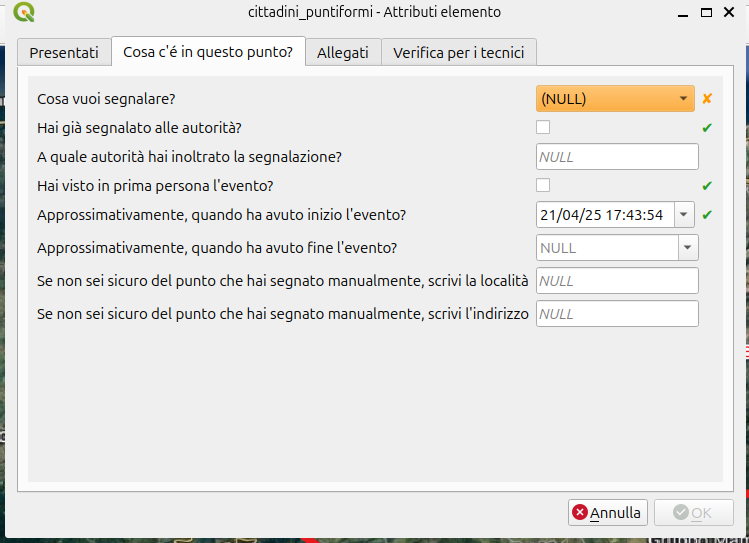 cittadini_puntiformi - Attributi elemento
Presentati
Cosa c'é in questo punto?
Allegati
Verifica per i tecnici
Cosa vuoi segnalare?
(NULL)
Hai già segnalato alle autorità?
A quale autorità hai inoltrato la segnalazione?
NULL
Hai visto in prima persona l'evento?
Approssimativamente, quando ha avuto inizio l'evento?
21/04/25 17:43:54
Approssimativamente, quando ha avuto fine l'evento?
NULL
Se non sei sicuro del punto che hai segnato manualmente, scrivi la località
NULL
Se non sei sicuro del punto che hai segnato manualmente, scrivi l'indirizzo
NULL
Annulla
OK